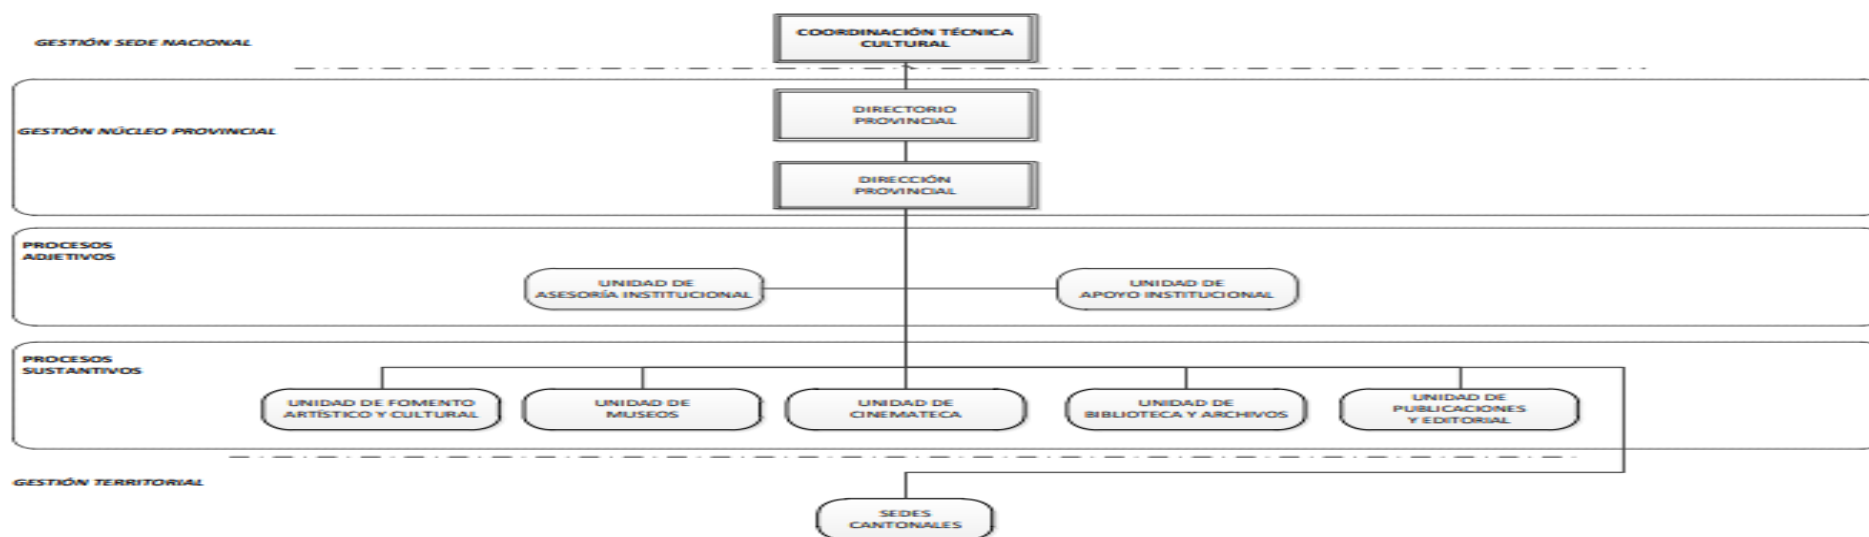 GESTIÓN SEDE NACIONAL
COORDINACIÓN TÉCNICA
CULTURAL
GESTIÓN NÚCLEO PROVINCIAL
DIRECTORIO
PROVINCIAL
DIRECCIÓN
PROVINCIAL
PROCESOS
ADJETIVOS
UNIDAD DE
ASESORÍA INSTITUCIONAL
UNIDAD DE
APOYO INSTITUCIONAL
PROCESOS
SUSTANTIVOS
UNIDAD DE FOMENTO
ARTÍSTICO Y CULTURAL
UNIDAD DE
MUSEOS
UNIDAD DE
CINEMATECA
UNIDAD DE
BIBLIOTECA Y ARCHIVOS
UNIDAD DE
PUBLICACIONES
Y EDITORIAL
GESTIÓN TERRITORIAL
SEDES
CANTONALES